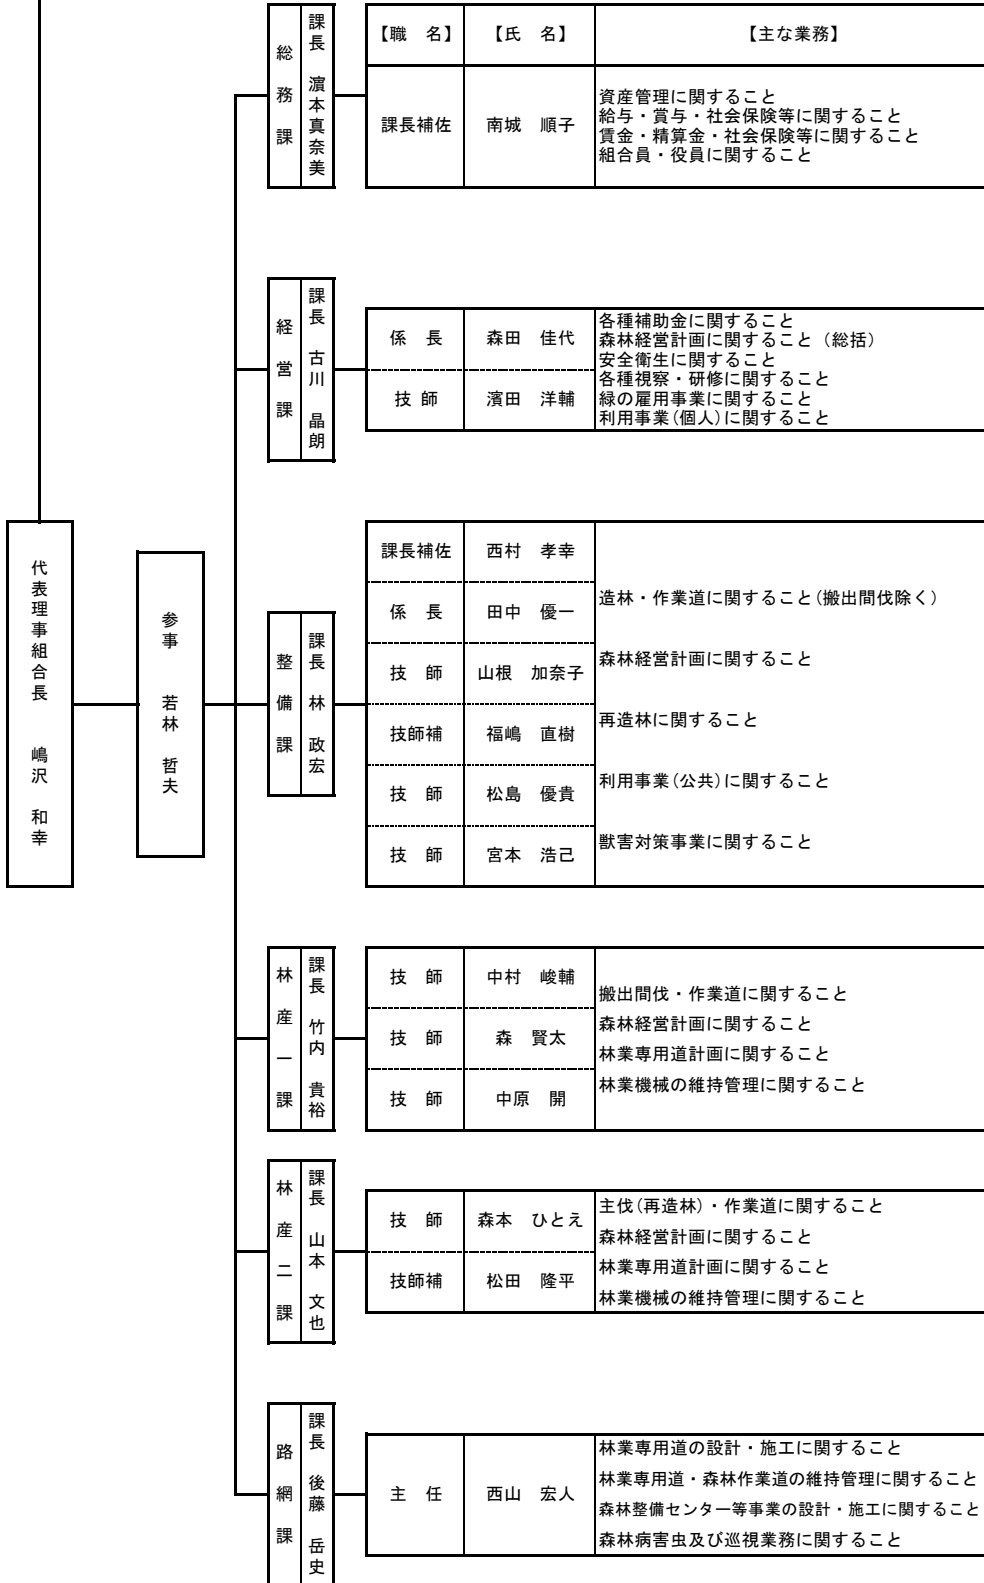 代表理事組合長　嶋沢　和幸
参事　若林　哲夫
総務課
課長　濵本真奈美
【職　名】　【氏　名】　【主な業務】
課長補佐　南城　順子
資産管理に関すること
給与・賞与・社会保険等に関すること
賃金・精算金・社会保険等に関すること
組合員・役員に関すること
経営課
課長　古川　晶朗
係　長　森田　佳代
技 師　濱田　洋輔
各種補助金に関すること
森林経営計画に関すること（総括）
安全衛生に関すること
各種視察・研修に関すること
緑の雇用事業に関すること
利用事業(個人)に関すること
整備課
課長　林　政宏
課長補佐　西村　孝幸
係　長　田中　優一
技　師　山根　加奈子
技師補　福嶋　直樹
技　師　松島　優貴
技　師　宮本　浩己
造林・作業道に関すること(搬出間伐除く)
森林経営計画に関すること
再造林に関すること
利用事業(公共)に関すること
獣害対策事業に関すること
林産一課
課長　竹内　貴裕
技　師　中村　峻輔
技　師　森　賢太
技　師　中原　開
搬出間伐・作業道に関すること
森林経営計画に関すること
林業専用道計画に関すること
林業機械の維持管理に関すること
林産二課
課長　山本　文也
技　師　森本　ひとえ
技師補　松田　隆平
主伐(再造林)・作業道に関すること
森林経営計画に関すること
林業専用道計画に関すること
林業機械の維持管理に関すること
路網課
課長　後藤　岳史
主　任　西山　宏人
林業専用道の設計・施工に関すること
林業専用道・森林作業道の維持管理に関すること
森林整備センター等事業の設計・施工に関すること
森林病害虫及び巡視業務に関すること